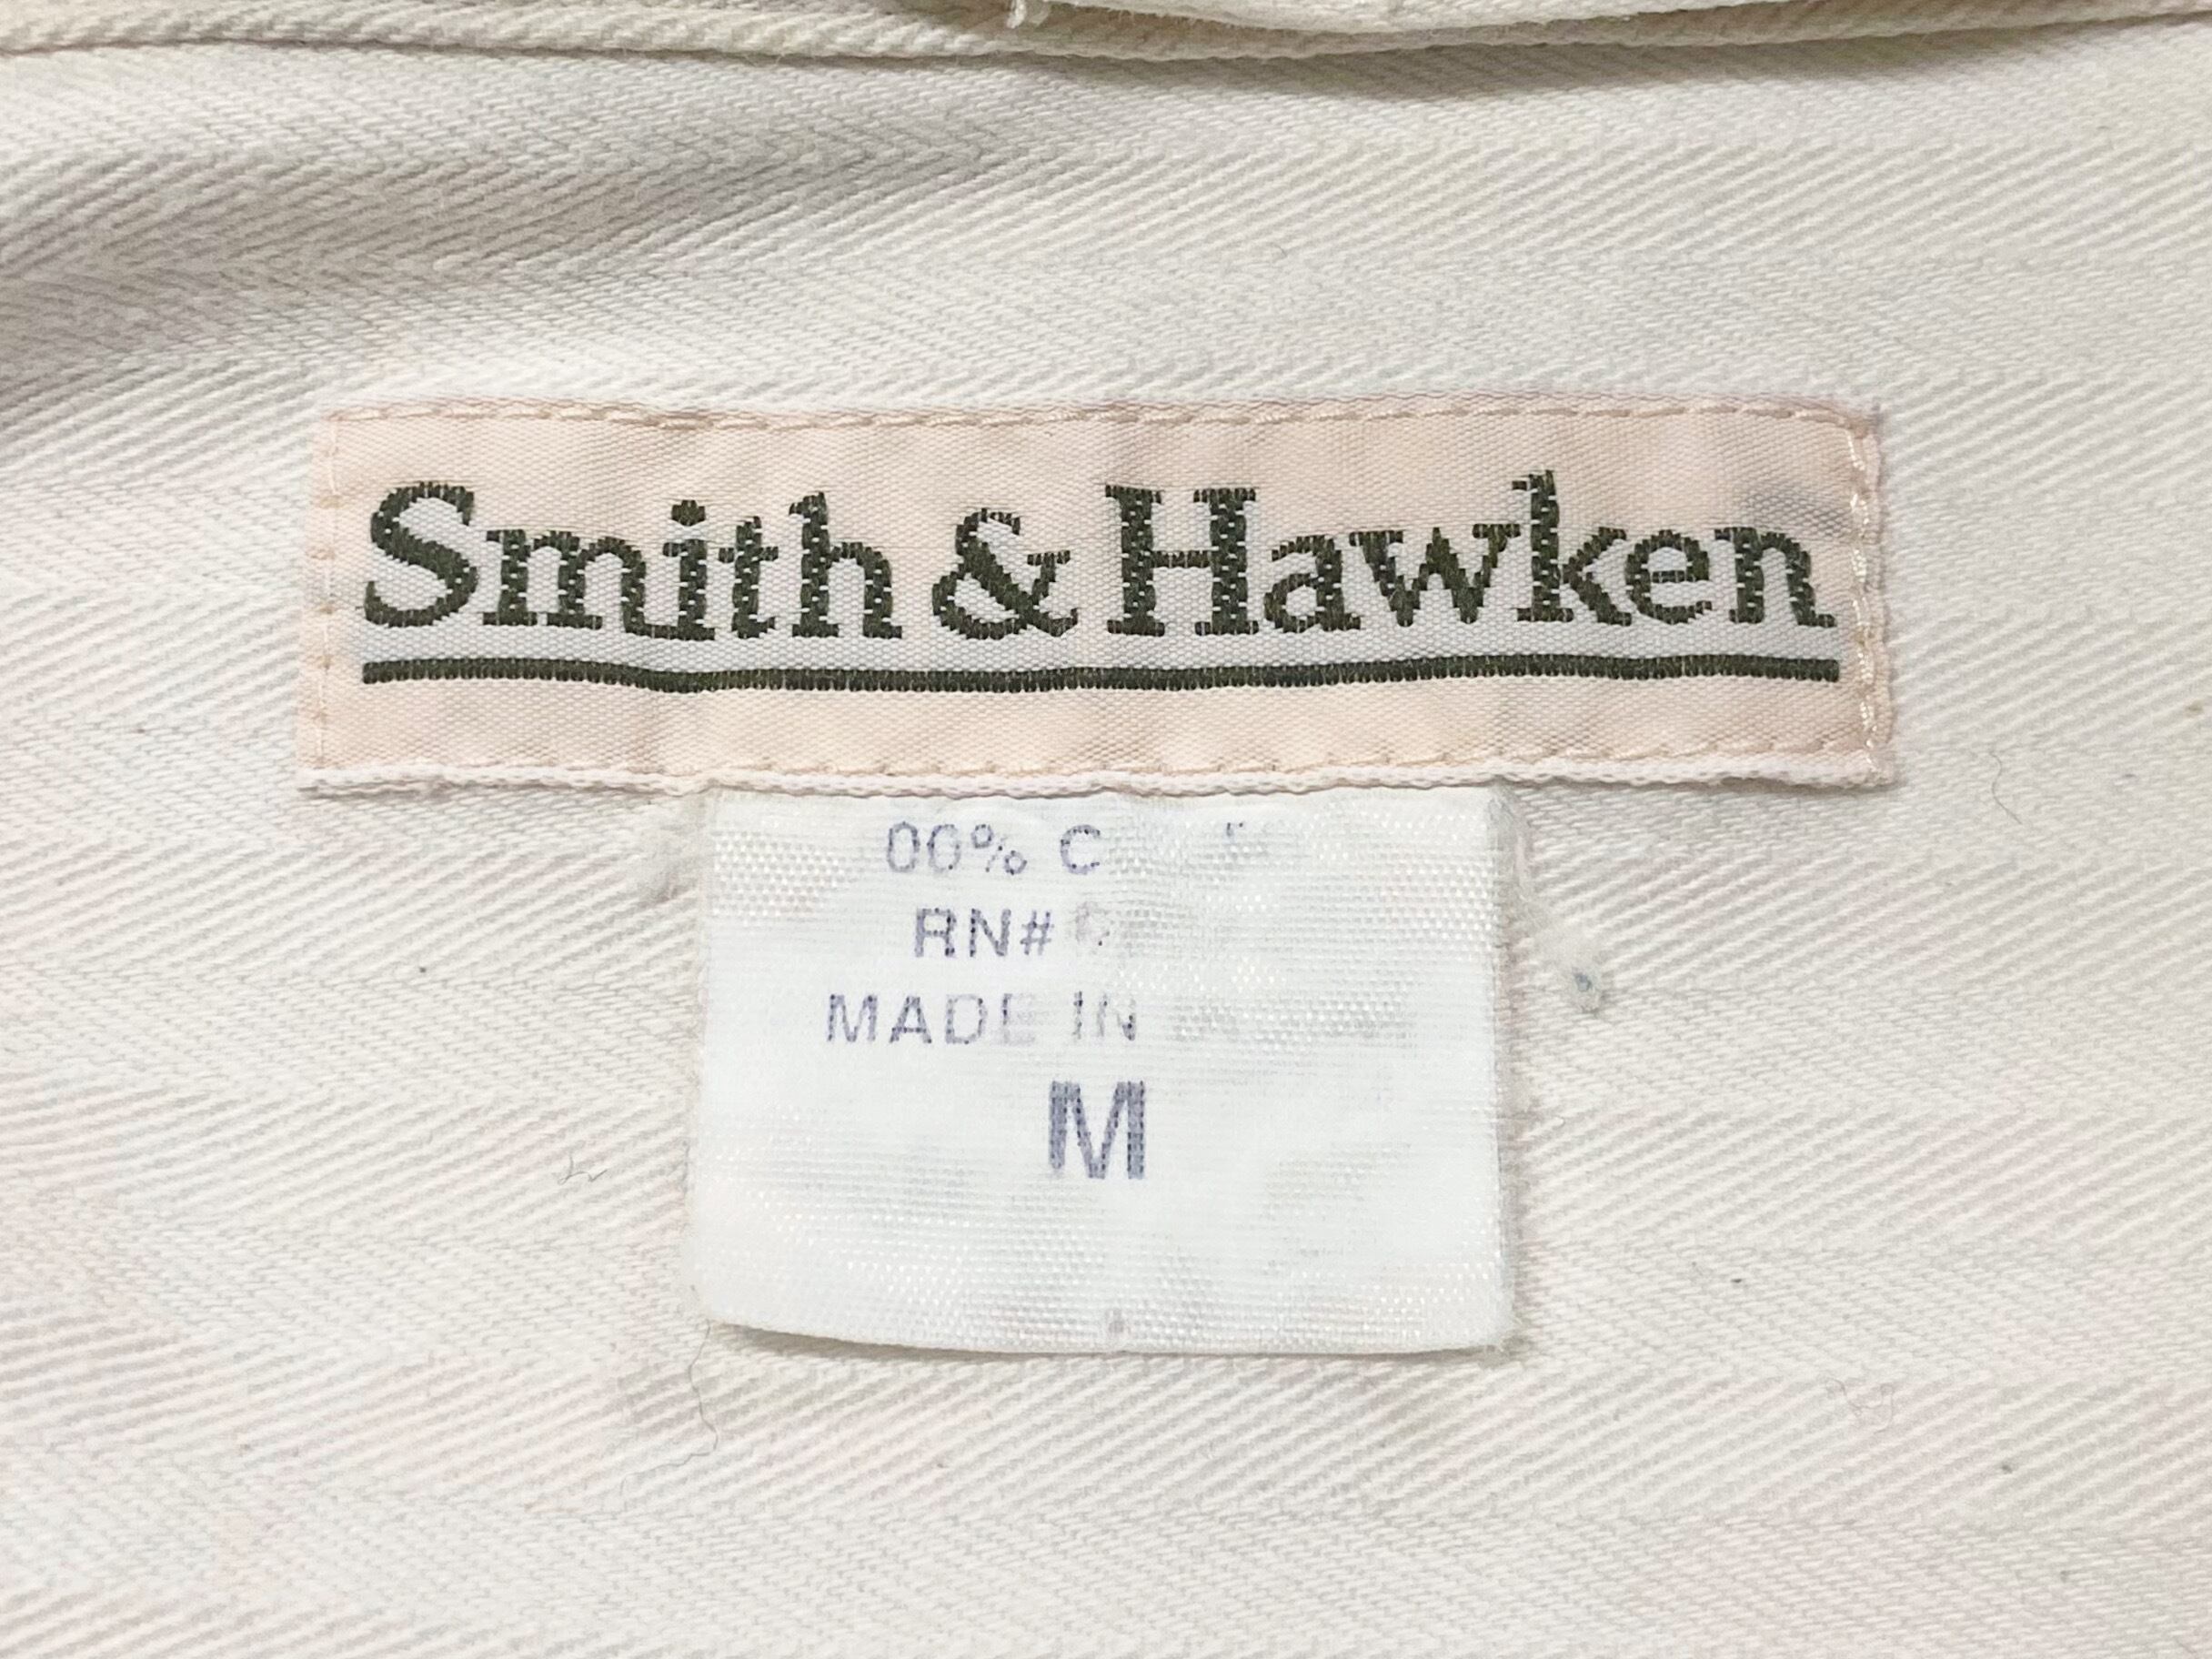 Smith & Hawken
00% C
RN#
MADE IN
M